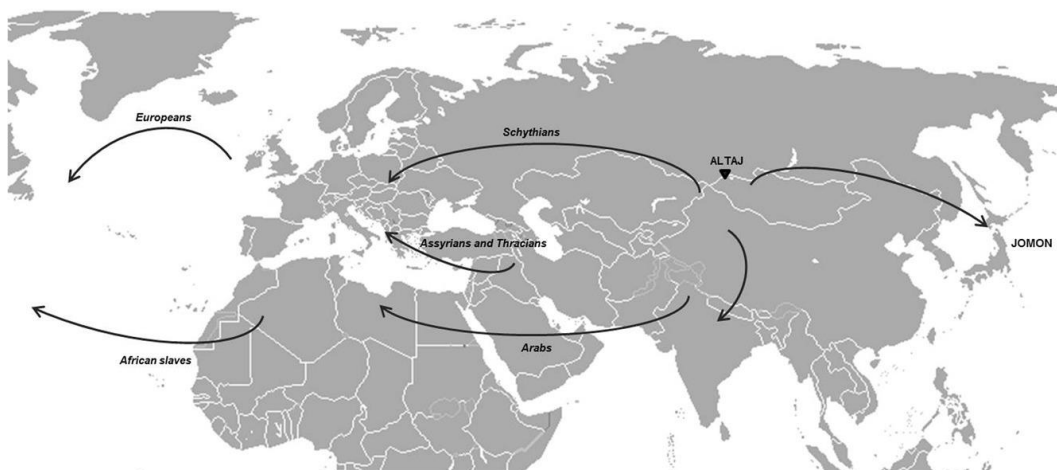 Europeans
Schythians
ALTAJ
Assyrians and Thracians
JOMON
African slaves
Arabs